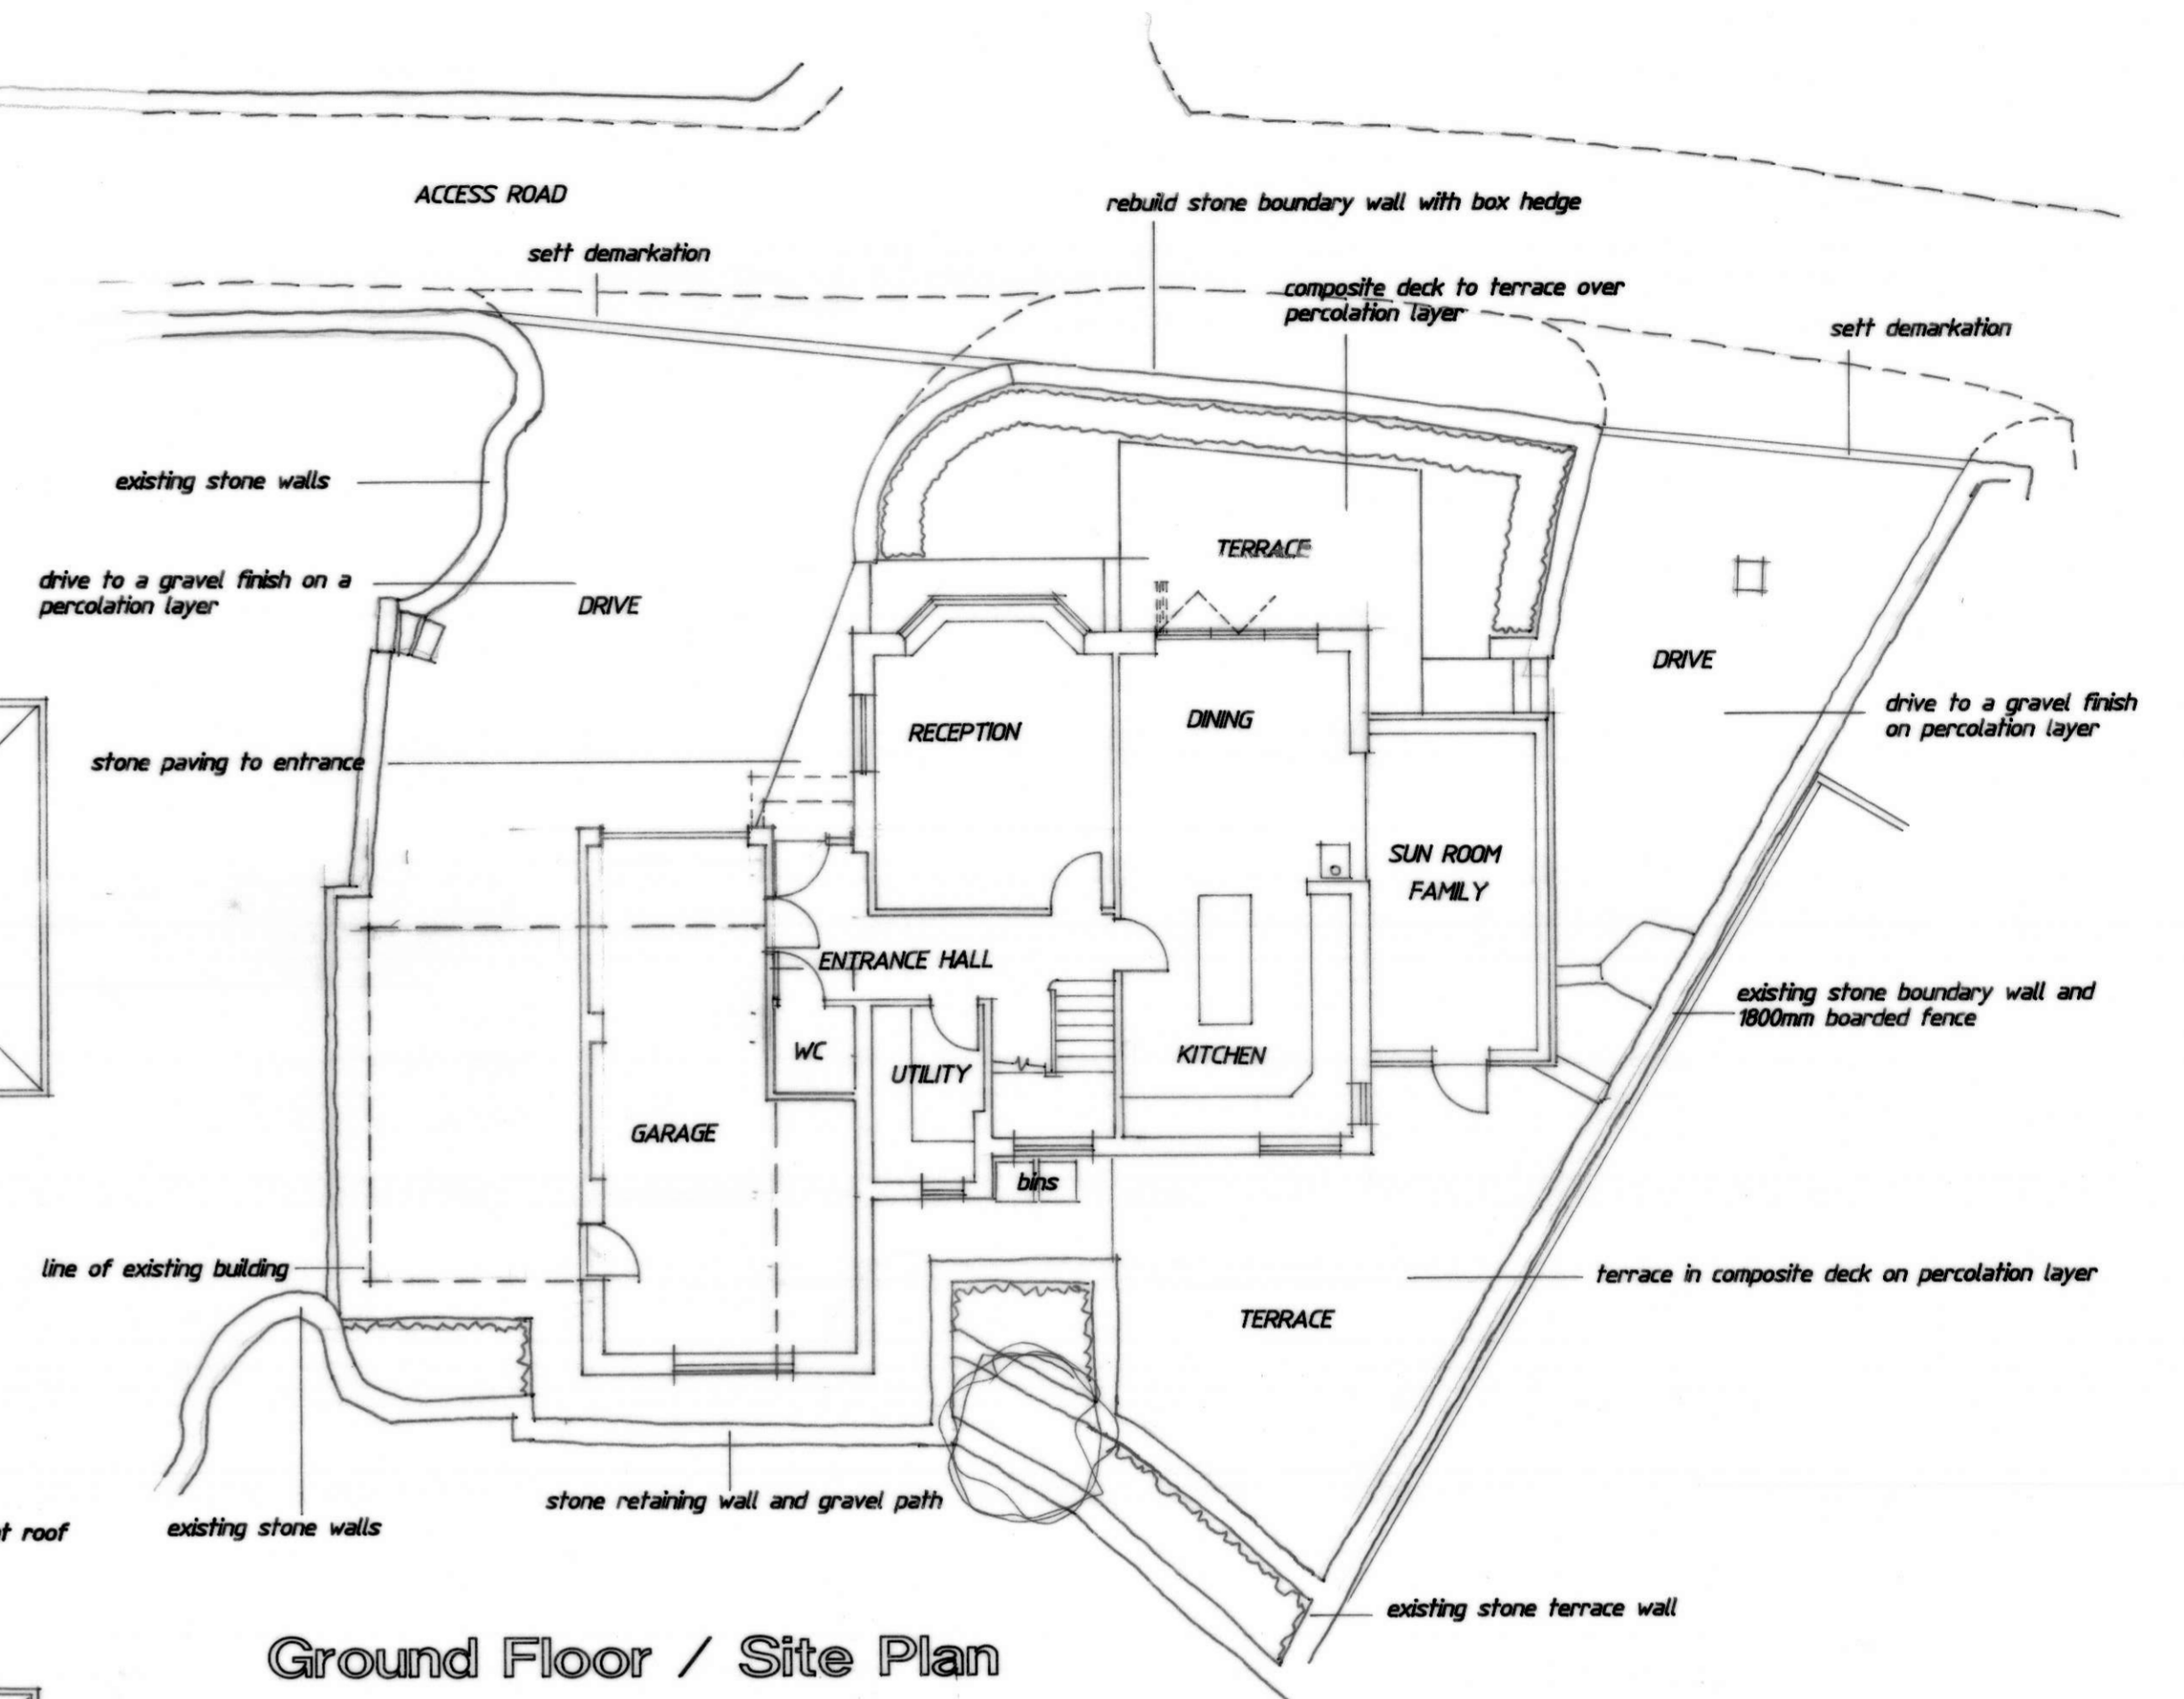 ACCESS ROAD
sett demarkation
rebuild stone boundary wall with box hedge
composite deck to terrace over
percolation layer
sett demarkation
existing stone walls
drive to a gravel finish on a
percolation layer
DRIVE
TERRACE
DRIVE
drive to a gravel finish
on percolation layer
stone paving to entrance
RECEPTION
DINING
SUN ROOM
FAMILY
ENTRANCE HALL
existing stone boundary wall and
1800mm boarded fence
WC
UTILITY
KITCHEN
GARAGE
bins
line of existing building
terrace in composite deck on percolation layer
TERRACE
stone retaining wall and gravel path
existing stone walls
roof
existing stone terrace wall
Ground Floor / Site Plan